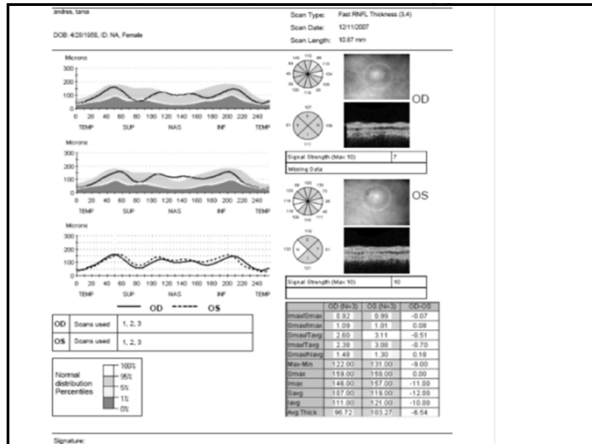 Scan Type: Fast RNFL Thickness (3.4)
Scan Date: 12/11/2007
DOB: 4/28/1958, ID: NA, Female
Scan Length: 10.87 mm
Microns
300
200
100
0
0 20 40 60 80 100 120 140 160 180 200 220 240
TEMP SUP NAS INF TEMP
OD
Signal Strength (Max 10) 7
Missing Data
Microns
300
200
100
0
0 20 40 60 80 100 120 140 160 180 200 220 240
TEMP SUP NAS INF TEMP
OS
Signal Strength (Max 10) 10
Microns
300
200
100
0
0 20 40 60 80 100 120 140 160 180 200 220 240
TEMP SUP NAS INF TEMP
OD OS
OD Scans used 1, 2, 3
OS Scans used 1, 2, 3
Normal distribution Percentiles
100%
95%
5%
1%
0%
OD (N=3) OS (N=3) OD-OS
Imax/Smax 0.92 0.99 -0.07
Smax/Imax 1.09 1.01 0.08
Smax/Tavg 2.60 3.11 -0.51
Imax/Tavg 2.38 3.08 -0.70
Smax/Navg 1.48 1.30 0.18
Max-Min 122.00 131.00 -9.00
Smax 159.00 159.00 0.00
Imax 146.00 157.00 -11.00
Savg 107.00 119.00 -12.00
Iavg 111.00 121.00 -10.00
Avg.Thick 96.72 103.27 -6.54
Signature: